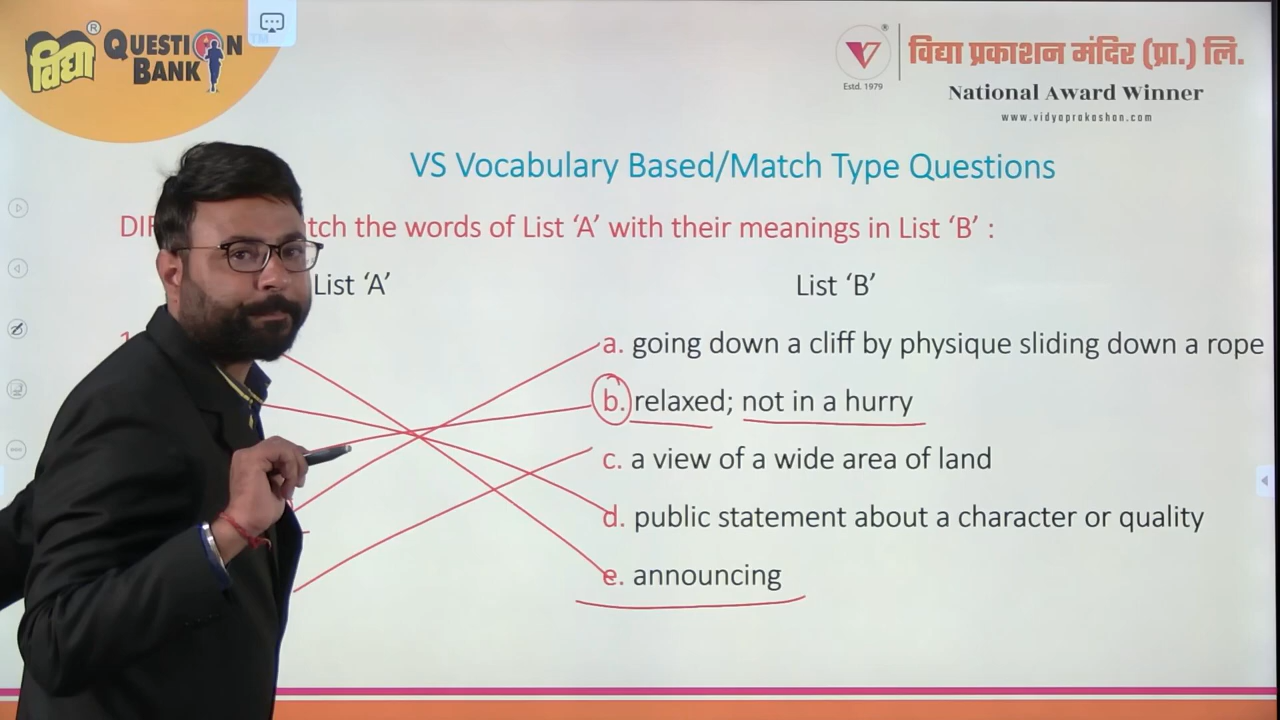 विद्या QUESTION BANK ® TM
® Estd. 1979
विद्या प्रकाशन मंदिर (प्रा.) लि.
National Award Winner
www.vidyaprakashan.com
VS Vocabulary Based/Match Type Questions
the words of List ‘A’ with their meanings in List ‘B’ :
List ‘A’ List ‘B’
1.
a. going down a cliff by physique sliding down a rope
b. relaxed; not in a hurry
c. a view of a wide area of land
d. public statement about a character or quality
e. announcing